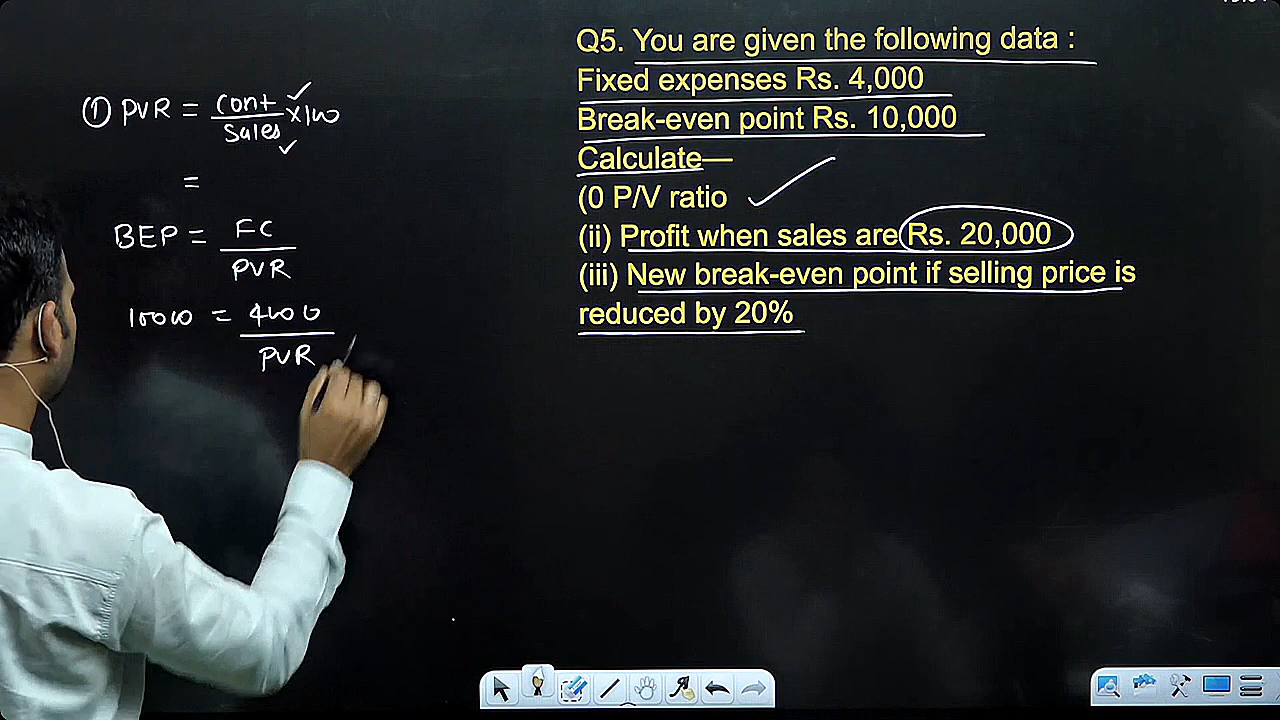 ① PVR = Cont / Sales × 100
=
BEP = FC / PVR
10000 = 4000 / PVR
Q5. You are given the following data :
Fixed expenses Rs. 4,000
Break-even point Rs. 10,000
Calculate—
(0 P/V ratio
(ii) Profit when sales are Rs. 20,000
(iii) New break-even point if selling price is
reduced by 20%